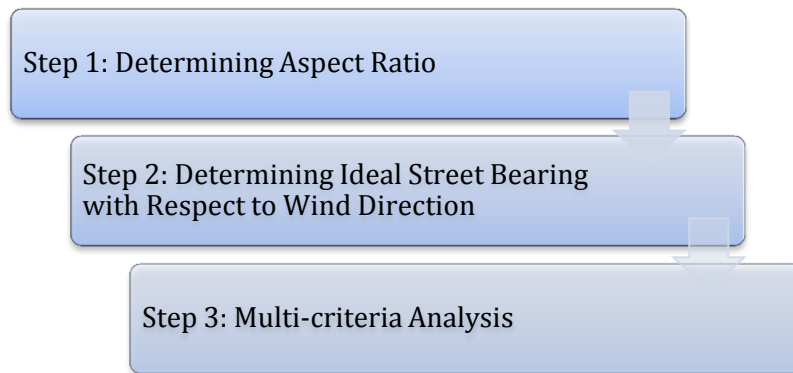 Step 1: Determining Aspect Ratio
Step 2: Determining Ideal Street Bearing
with Respect to Wind Direction
Step 3: Multi-criteria Analysis